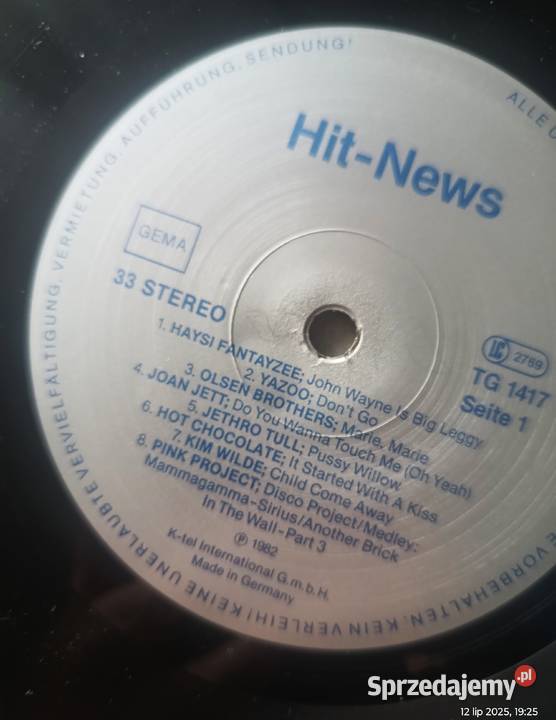 KEINE UNERLAUBTE VERVIELFÄLTIGUNG, VERMIETUNG, AUFFÜHRUNG, SENDUNG!
ALLE
VORBEHALTEN. KEIN VERLEIH!
Hit-News
GEMA
33 STEREO
LC 2789
TG 1417
Seite 1
1. HAYSI FANTAYZEE; John Wayne Is Big Leggy
2. YAZOO; Don't Go
3. OLSEN BROTHERS; Marie, Marie
4. JOAN JETT; Do You Wanna Touch Me (Oh Yeah)
5. JETHRO TULL; Pussy Willow
6. HOT CHOCOLATE; It Started With A Kiss
7. KIM WILDE; Child Come Away
8. PINK PROJECT; Disco Project/Medley:
Mammagamma-Sirius/Another Brick
In The Wall-Part 3
Ⓟ 1982
K-tel International G.m.b.H.
Made in Germany
Sprzedajemy.pl
12 lip 2025, 19:25